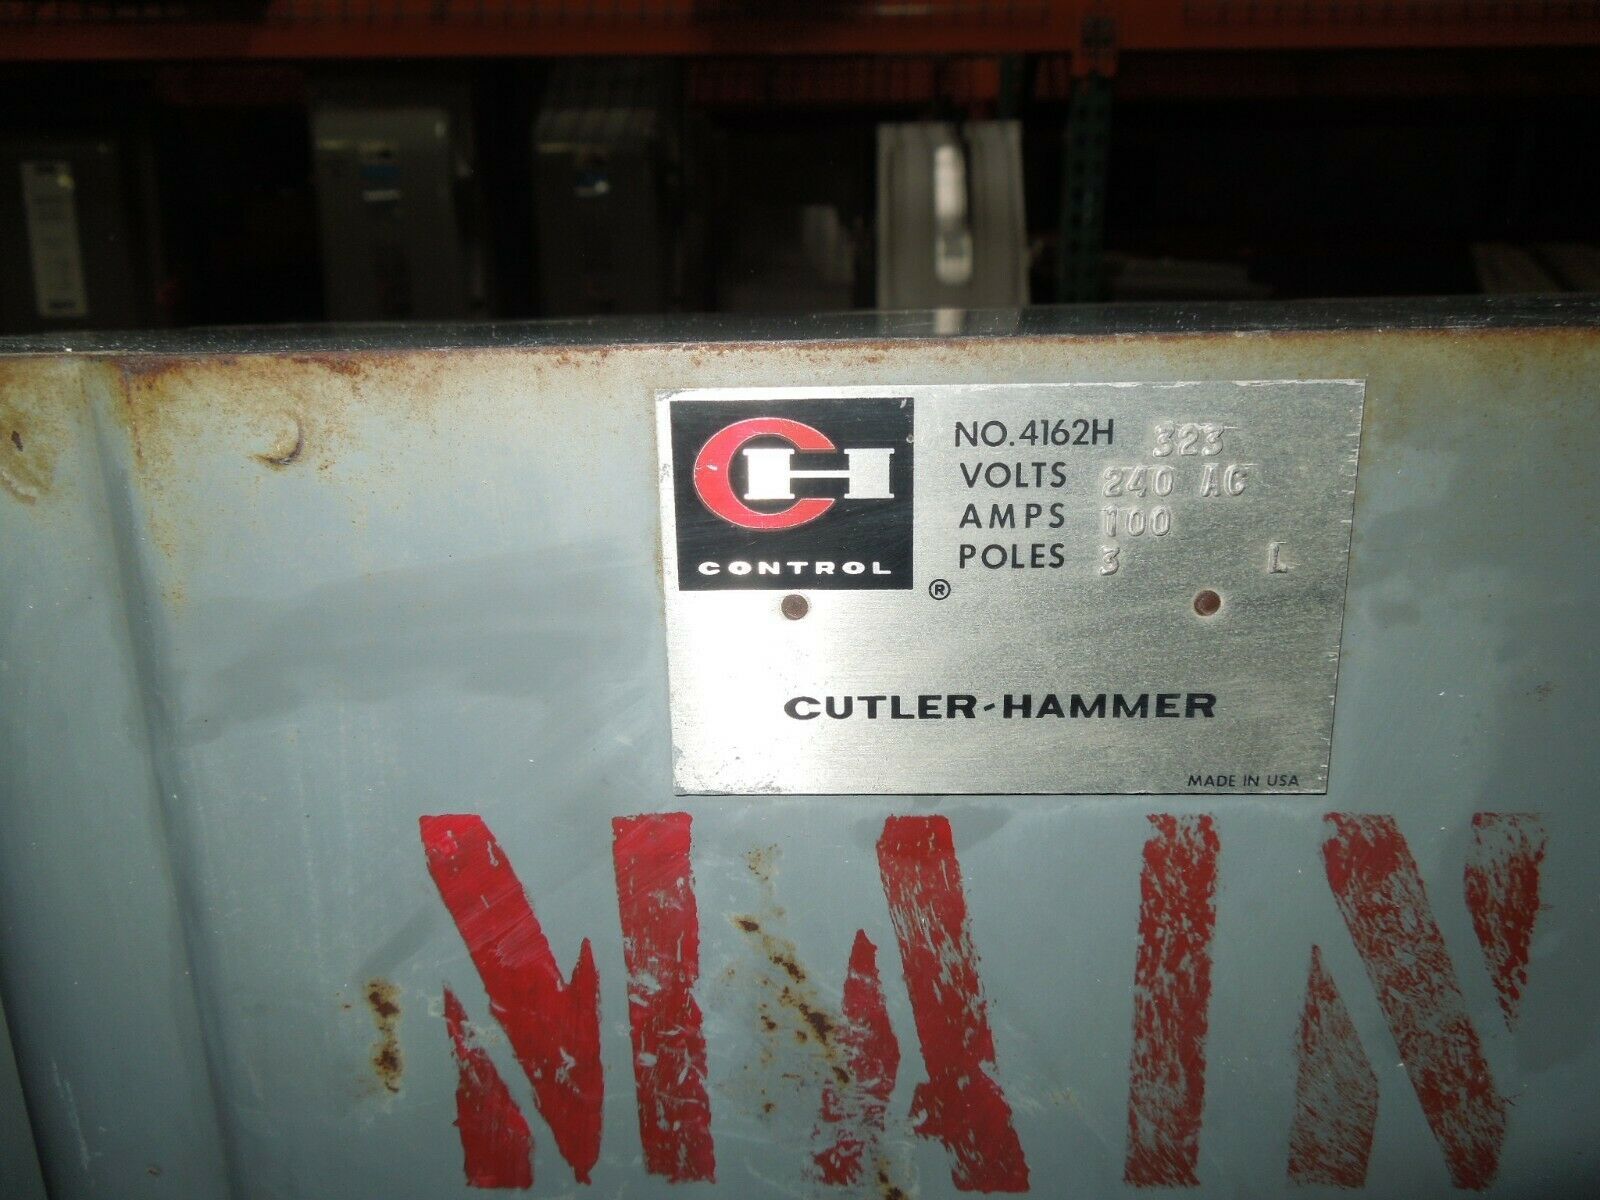 CH
CONTROL
®
NO. 4162H 323
VOLTS 240 AC
AMPS 100
POLES 3 L
CUTLER-HAMMER
MADE IN USA
MAIN